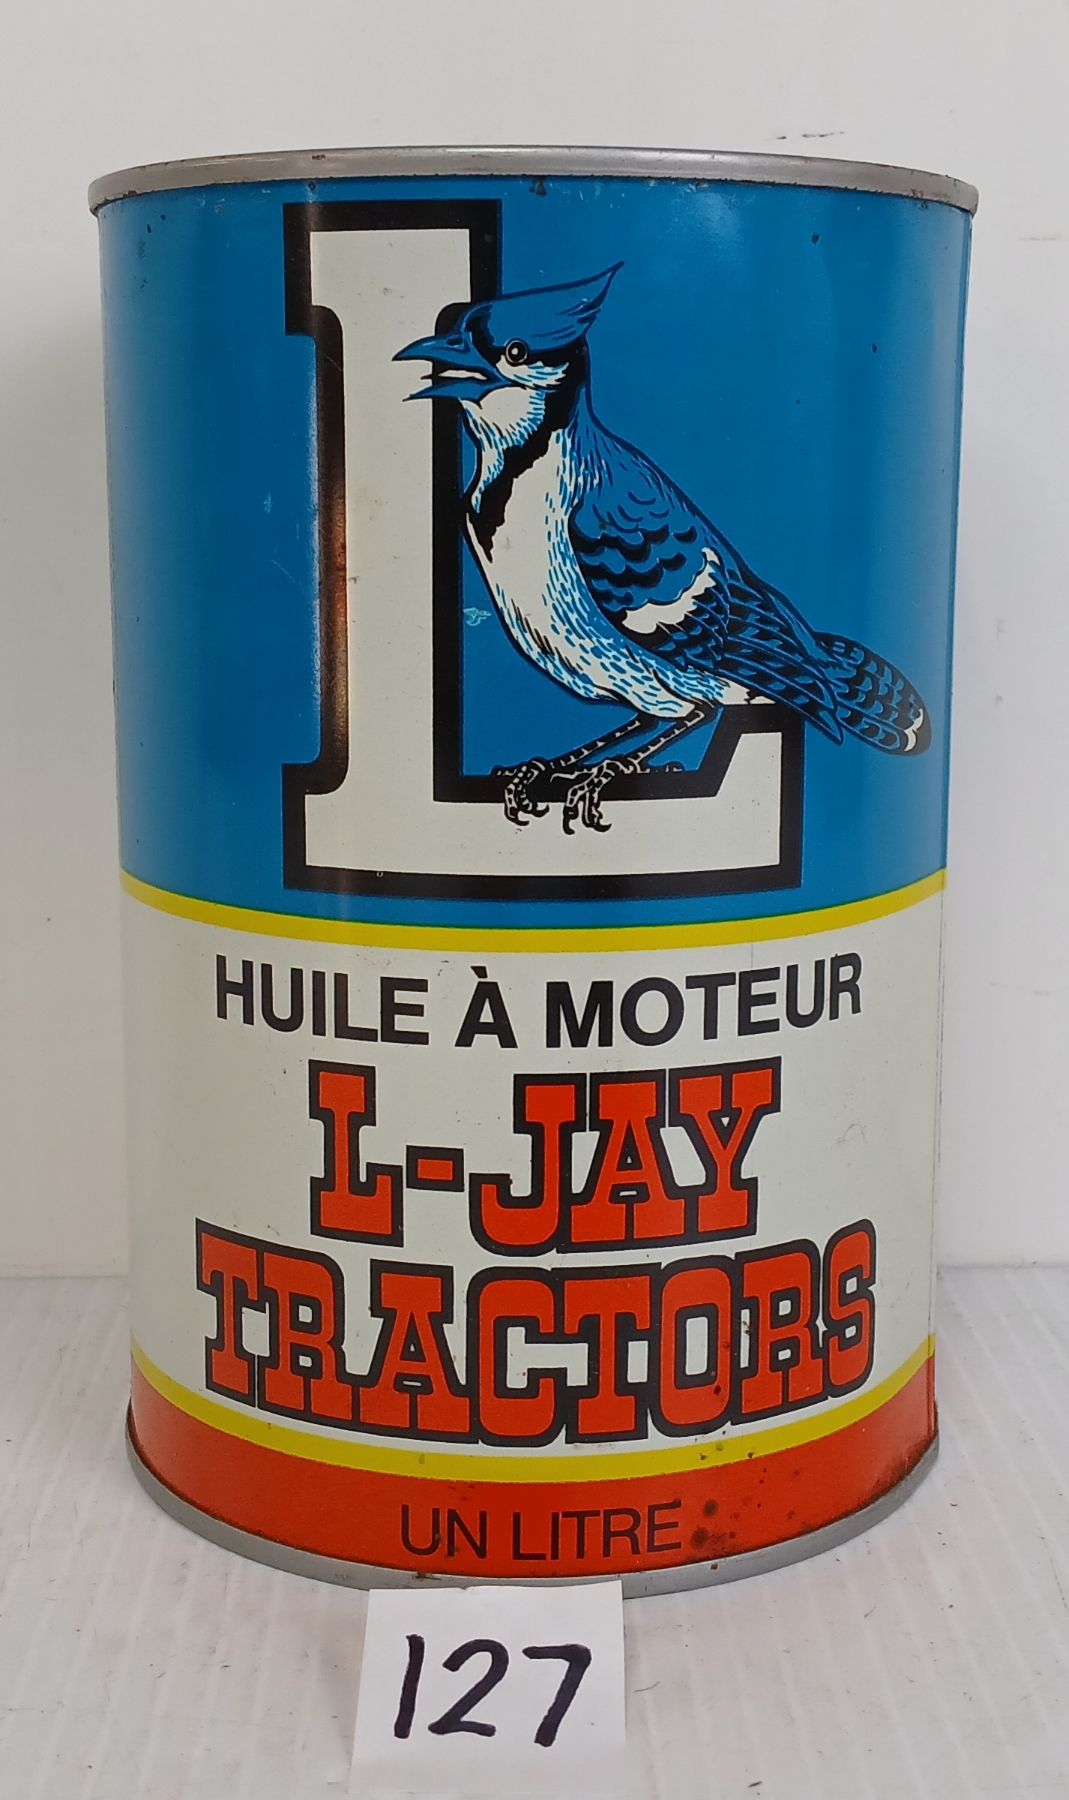 L
HUILE À MOTEUR
L-JAY
TRACTORS
UN LITRE
127